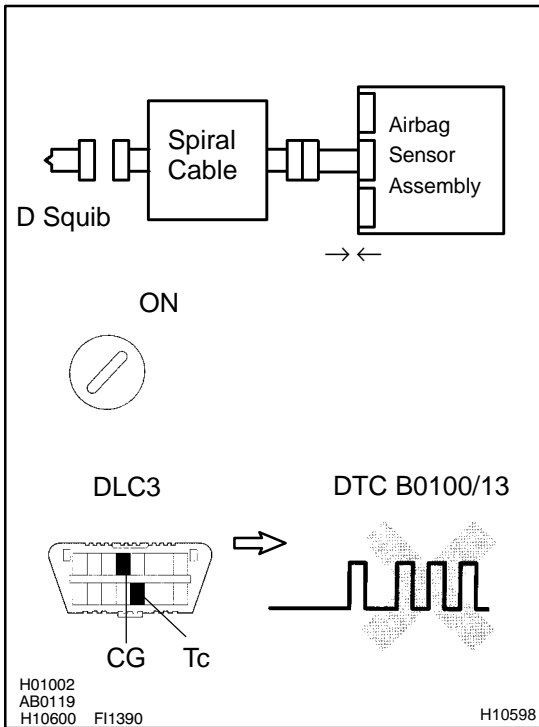 Spiral
Cable
Airbag
Sensor
Assembly
D Squib
ON
DLC3
DTC B0100/13
CG
Tc
H01002
AB0119
H10600 FI1390
H10598